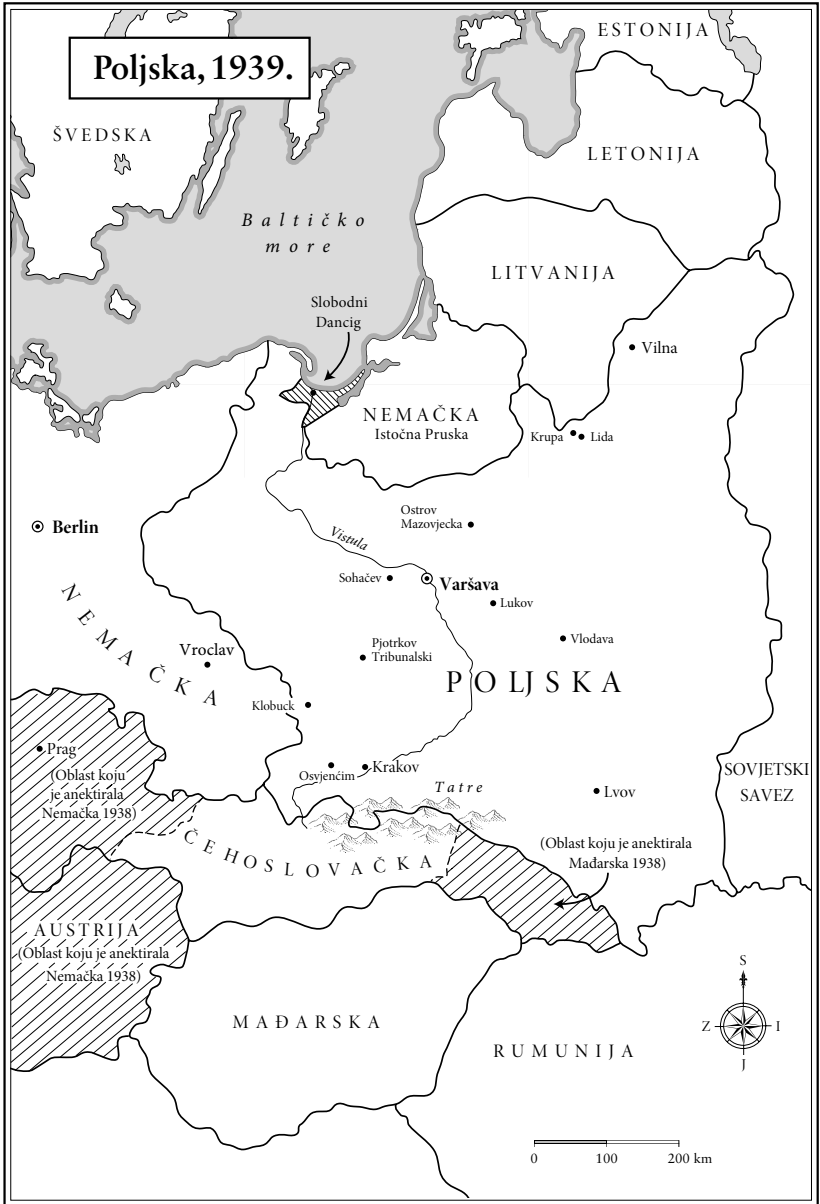 Poljska, 1939.
ESTONIJA
ŠVEDSKA
LETONIJA
Baltičko
more
LITVANIJA
Slobodni
Dancig
Vilna
NEMAČKA
Istočna Pruska
Krupa
Lida
Ostrov
Mazovjecka
Berlin
Vistula
Sohačev
Varšava
Lukov
NEMAČKA
Vlodava
Pjotrkov
Tribunalski
Vroclav
POLJSKA
Klobuck
Prag
(Oblast koju
je anektirala
Nemačka 1938)
Osvjenćim
Krakov
Tatre
Lvov
SOVJETSKI
SAVEZ
ČEHOSLOVAČKA
(Oblast koju je anektirala
Mađarska 1938)
AUSTRIJA
(Oblast koju je anektirala
Nemačka 1938)
MAĐARSKA
RUMUNIJA
S
Z
I
J
0 100 200 km